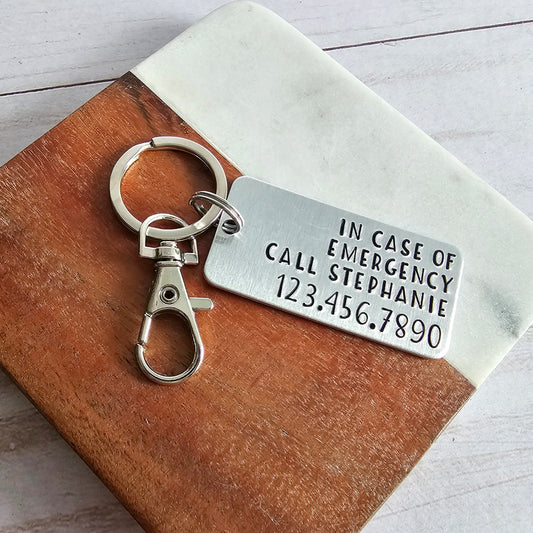 IN CASE OF
EMERGENCY
CALL STEPHANIE
123.456.7890